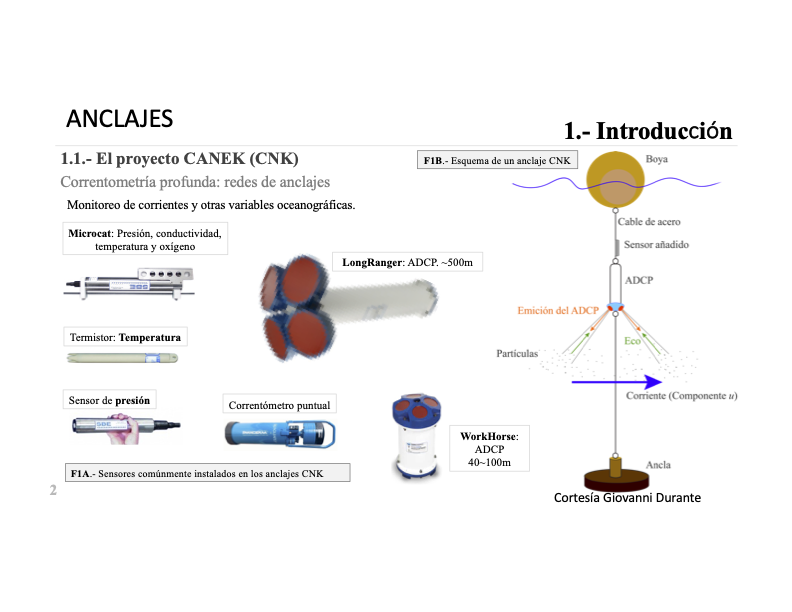 ANCLAJES
1.- Introducción
1.1.- El proyecto CANEK (CNK)
Correntometría profunda: redes de anclajes
Monitoreo de corrientes y otras variables oceanográficas.
Microcat: Presión, conductividad,
temperatura y oxígeno
LongRanger: ADCP. ~500m
Termistor: Temperatura
Sensor de presión
SBE
Correntómetro puntual
WorkHorse:
ADCP
40~100m
F1A.- Sensores comúnmente instalados en los anclajes CNK
2
F1B.- Esquema de un anclaje CNK
Boya
Cable de acero
Sensor añadido
ADCP
Emición del ADCP
Eco
Partículas
Corriente (Componente u)
Ancla
Cortesía Giovanni Durante